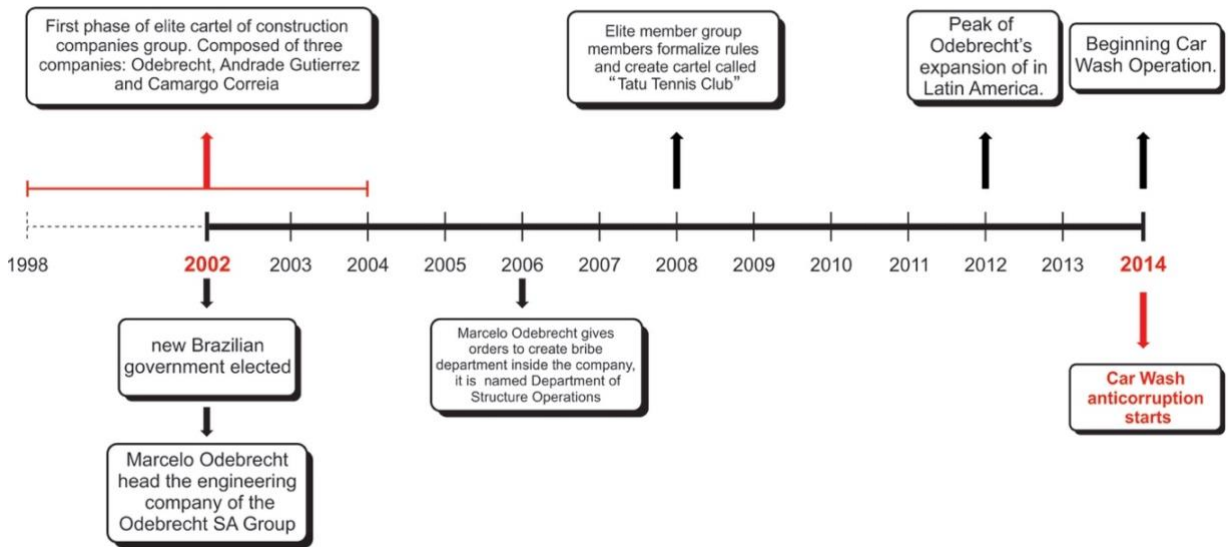 First phase of elite cartel of construction
companies group. Composed of three
companies: Odebrecht, Andrade Gutierrez
and Camargo Correia
Elite member group
members formalize rules
and create cartel called
“Tatu Tennis Club”
Peak of
Odebrecht’s
expansion of in
Latin America.
Beginning Car
Wash Operation.
1998 2002 2003 2004 2005 2006 2007 2008 2009 2010 2011 2012 2013 2014
new Brazilian
government elected
Marcelo Odebrecht
head the engineering
company of the
Odebrecht SA Group
Marcelo Odebrecht gives
orders to create bribe
department inside the company,
it is named Department of
Structure Operations
Car Wash
anticorruption
starts